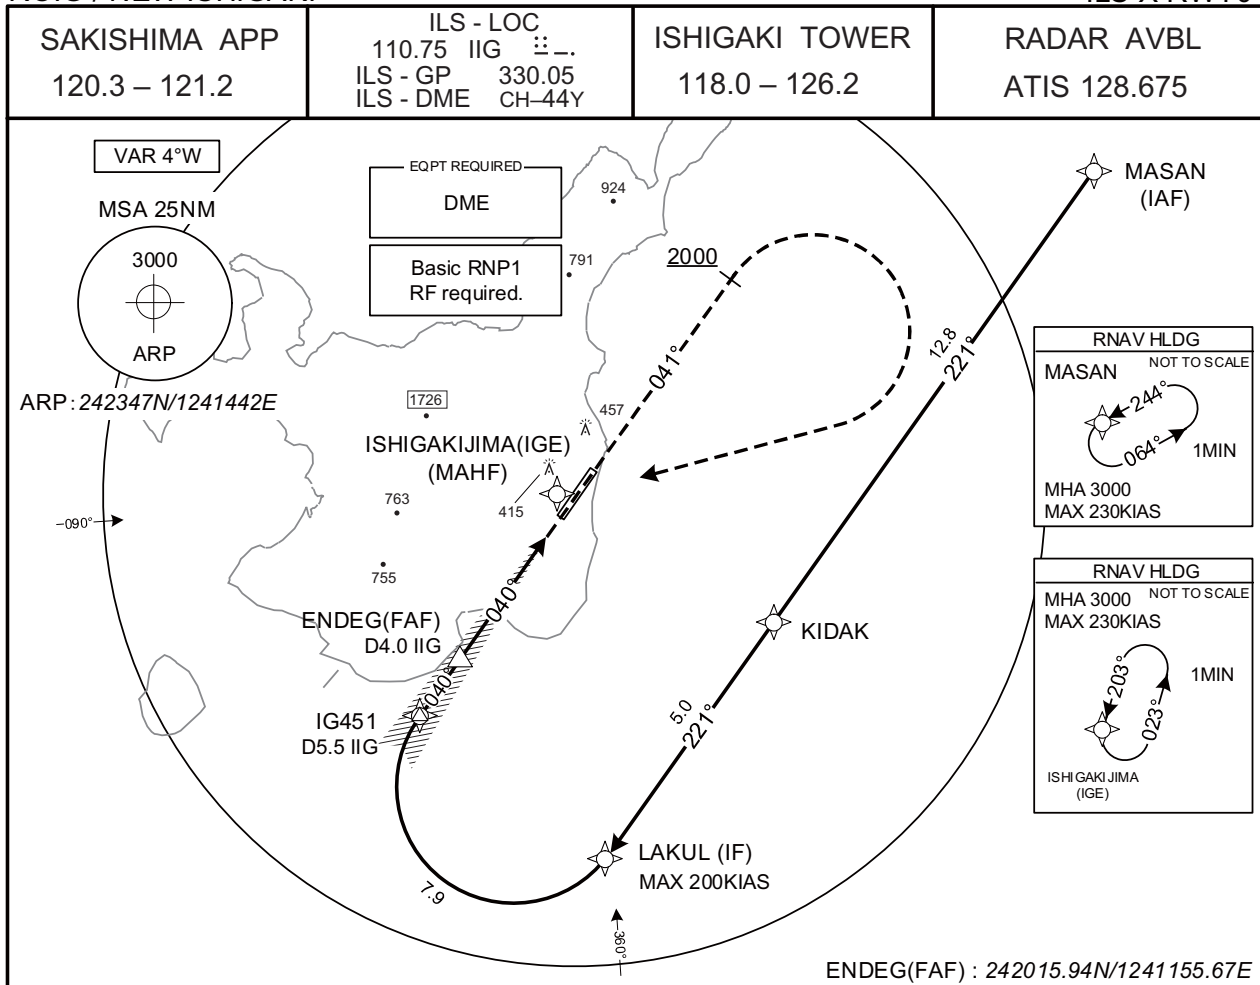 SAKISHIMA APP
120.3 – 121.2
ILS - LOC
110.75 IIG
ILS - GP 330.05
ILS - DME CH–44Y
ISHIGAKI TOWER
118.0 – 126.2
RADAR AVBL
ATIS 128.675
VAR 4°W
MSA 25NM
3000
ARP
ARP : 242347N/1241442E
EQPT REQUIRED
DME
Basic RNP1
RF required.
924
791
2000
MASAN
(IAF)
12.8
221°
041°
1726
457
ISHIGAKIJIMA(IGE)
(MAHF)
763
415
–090°
755
040°
ENDEG(FAF)
D4.0 IIG
040°
IG451
D5.5 IIG
KIDAK
5.0
221°
LAKUL (IF)
MAX 200KIAS
7.9
360°
RNAV HLDG
NOT TO SCALE
MASAN
244°
064°
1MIN
MHA 3000
MAX 230KIAS
RNAV HLDG
NOT TO SCALE
MHA 3000
MAX 230KIAS
203°
023°
1MIN
ISHIGAKIJIMA
(IGE)
ENDEG(FAF) : 242015.94N/1241155.67E